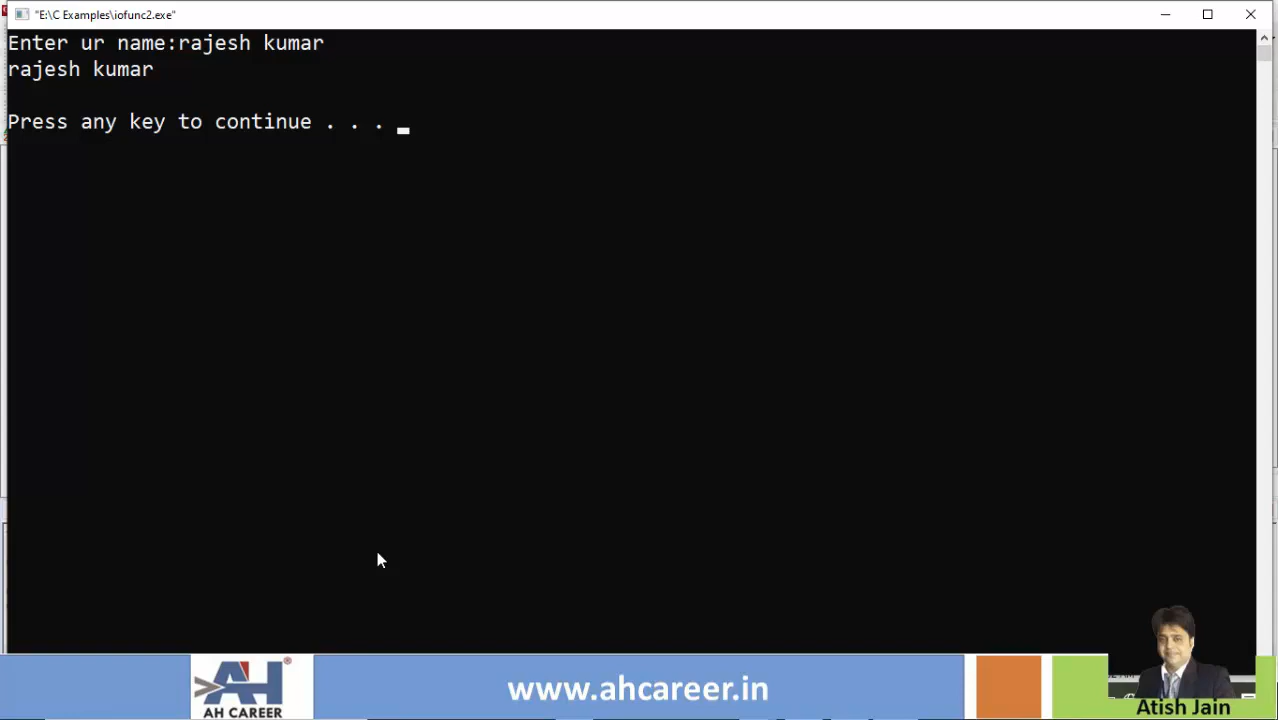 "E:\C Examples\iofunc2.exe"
Enter ur name:rajesh kumar
rajesh kumar
Press any key to continue . . .
AH
AH CAREER
www.ahcareer.in
Atish Jain